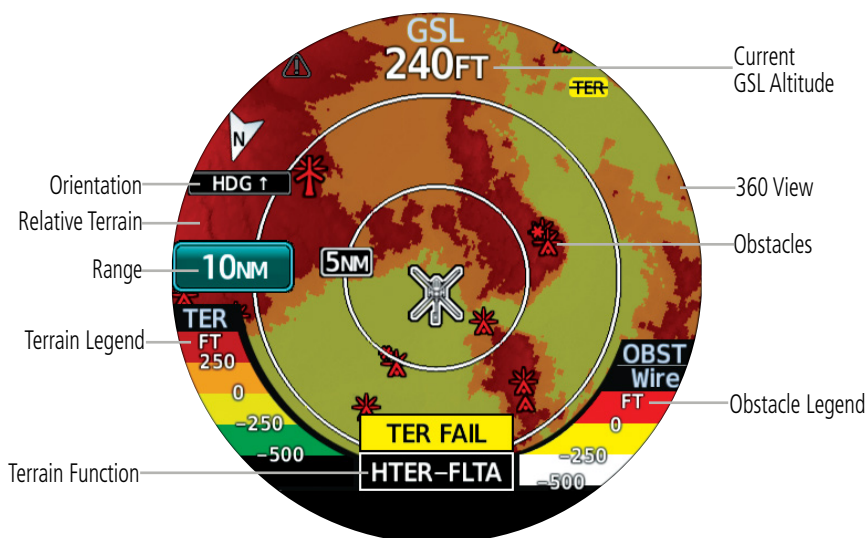 GSL
240FT
Current
GSL Altitude
TER
N
Orientation
HDG ↑
360 View
Relative Terrain
Obstacles
Range
10NM
5NM
TER
Terrain Legend
FT
250
0
-250
-500
OBST
Wire
FT
0
-250
-500
Obstacle Legend
TER FAIL
Terrain Function
HTER-FLTA